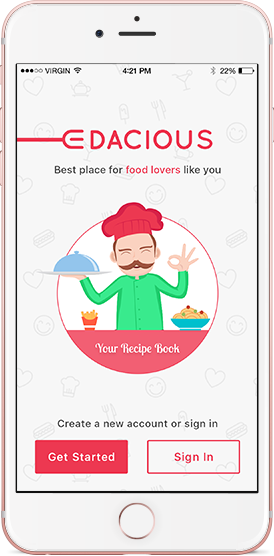 VIRGIN 4:21 PM 22%
EDACIOUS
Best place for food lovers like you
Your Recipe Book
Create a new account or sign in
Get Started Sign In